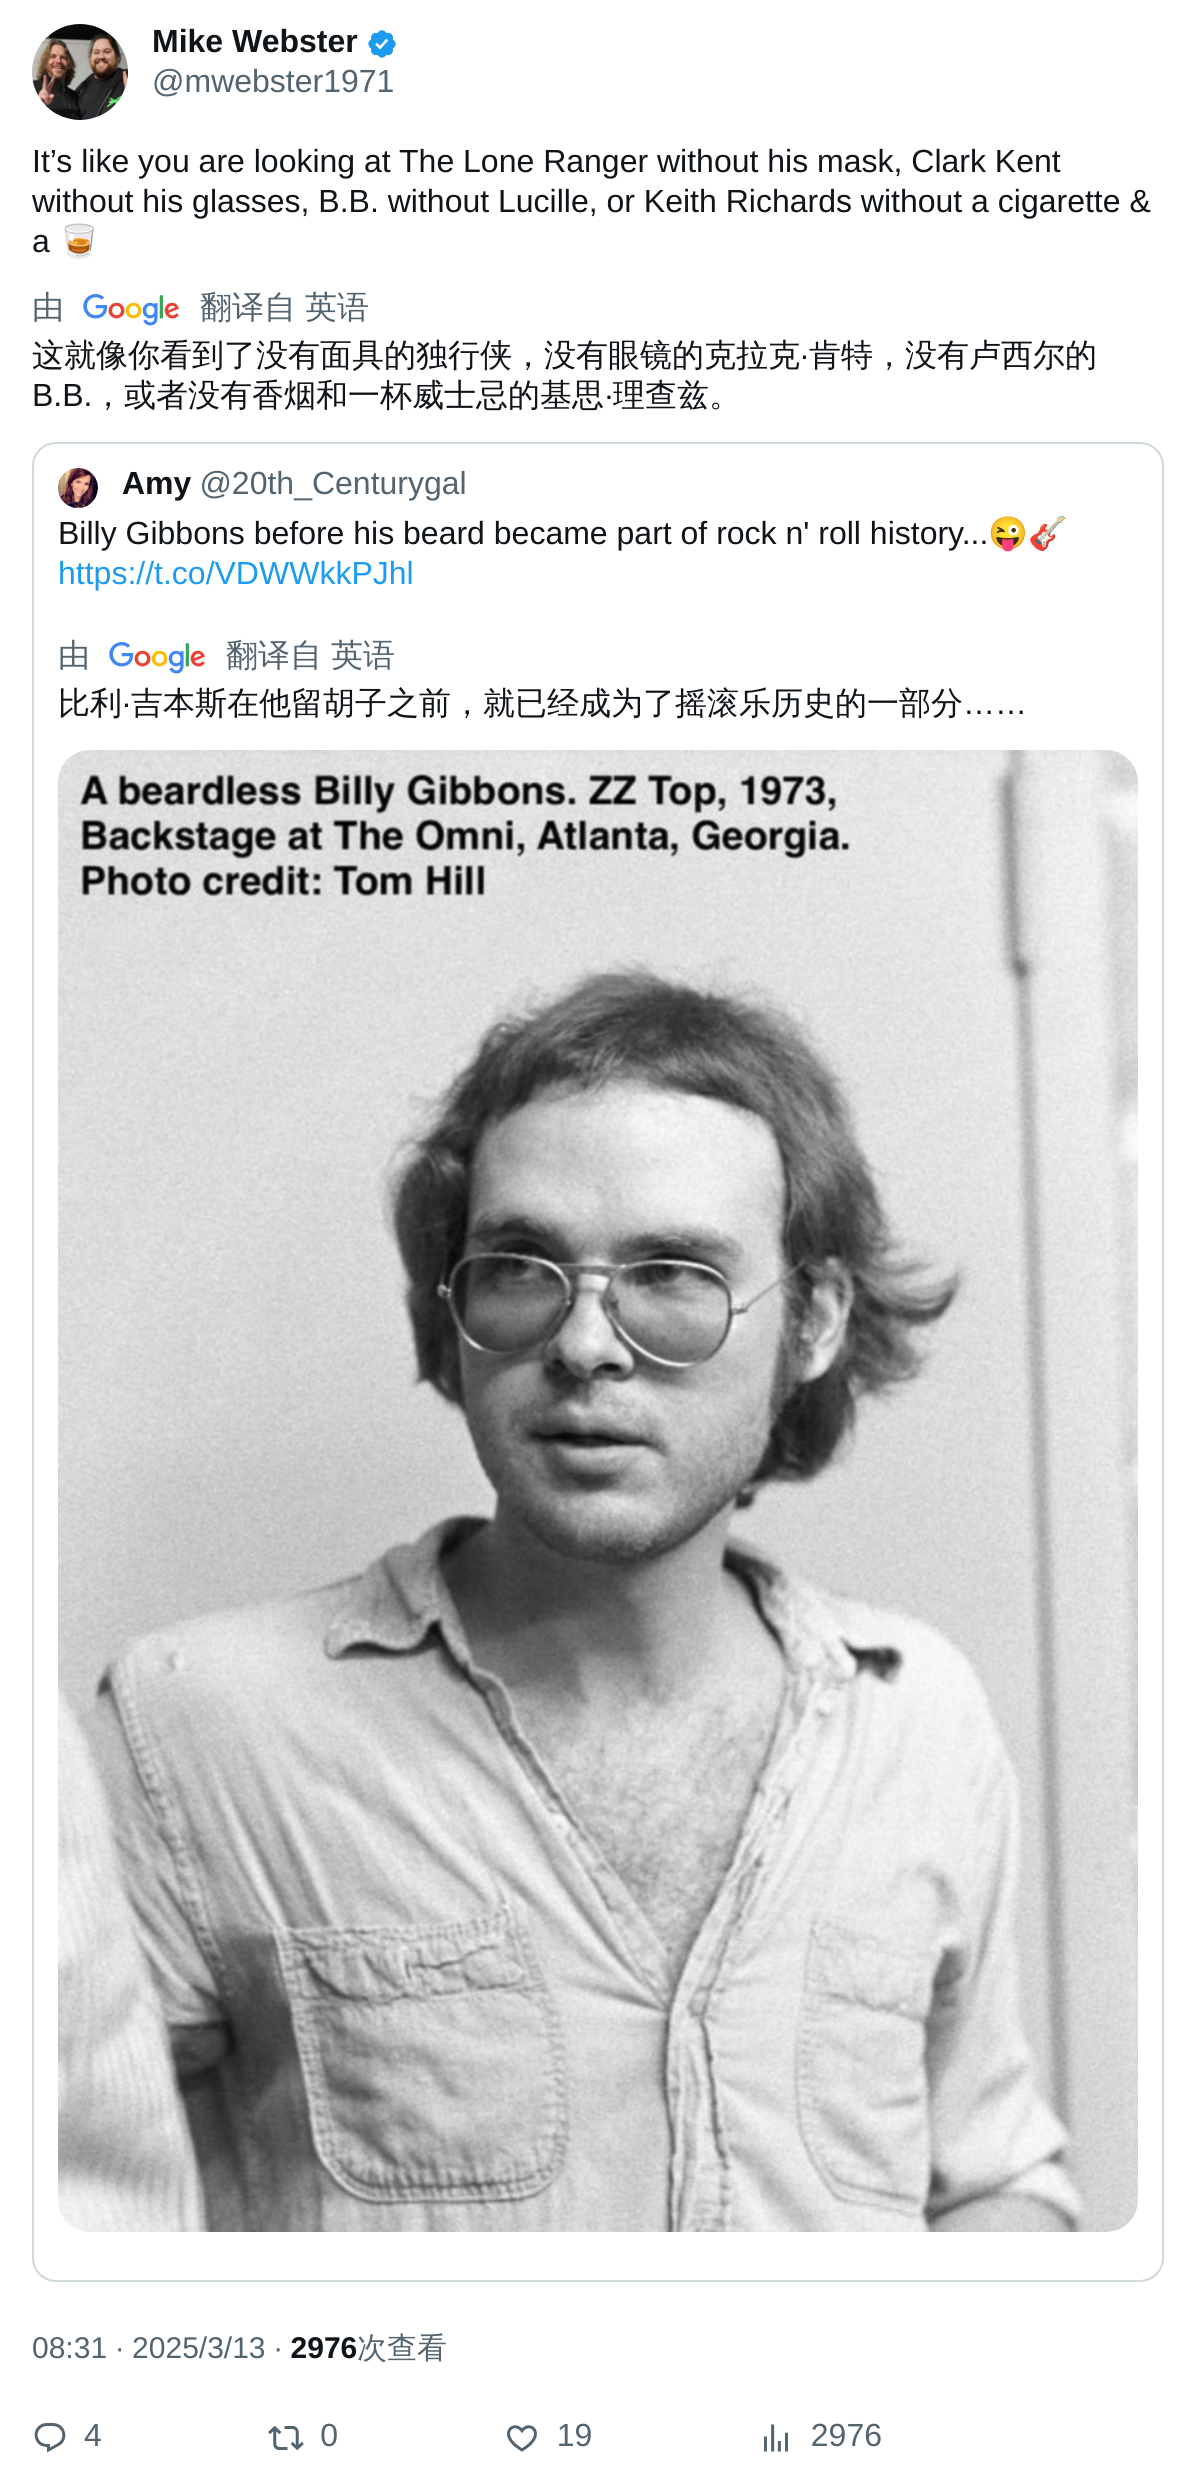 Mike Webster
@mwebster1971
It’s like you are looking at The Lone Ranger without his mask, Clark Kent
without his glasses, B.B. without Lucille, or Keith Richards without a cigarette &
a 🥃
由 Google 翻译自 英语
这就像你看到了没有面具的独行侠，没有眼镜的克拉克·肯特，没有卢西尔的
B.B.，或者没有香烟和一杯威士忌的基思·理查兹。
Amy @20th_Centurygal
Billy Gibbons before his beard became part of rock n' roll history...😜🎸
https://t.co/VDWWkkPJhl
由 Google 翻译自 英语
比利·吉本斯在他留胡子之前，就已经成为了摇滚乐历史的一部分……
A beardless Billy Gibbons. ZZ Top, 1973,
Backstage at The Omni, Atlanta, Georgia.
Photo credit: Tom Hill
08:31 · 2025/3/13 · 2976次查看
4 0 19 2976